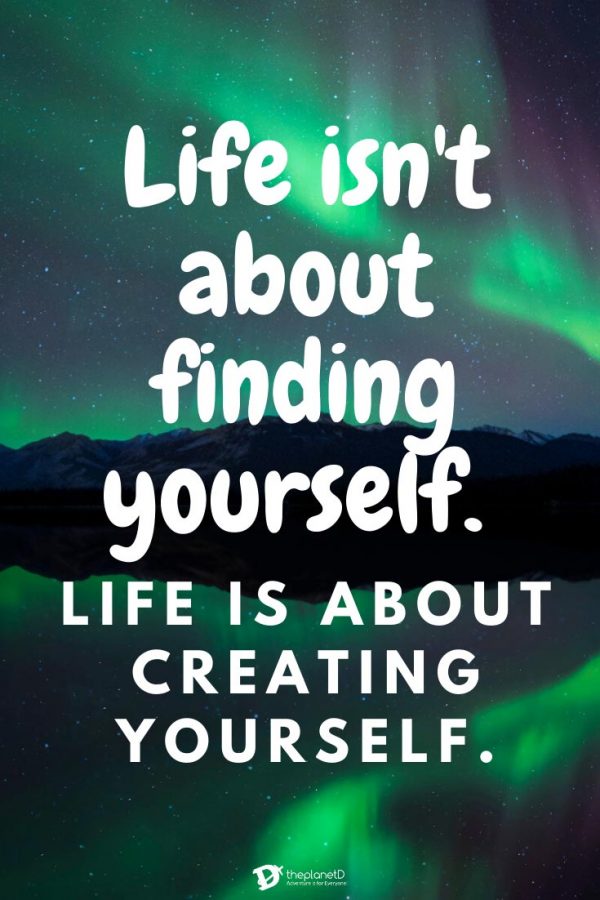 Life isn't
about
finding
yourself.
LIFE IS ABOUT
CREATING
YOURSELF.
theplanetD
Adventure is for Everyone